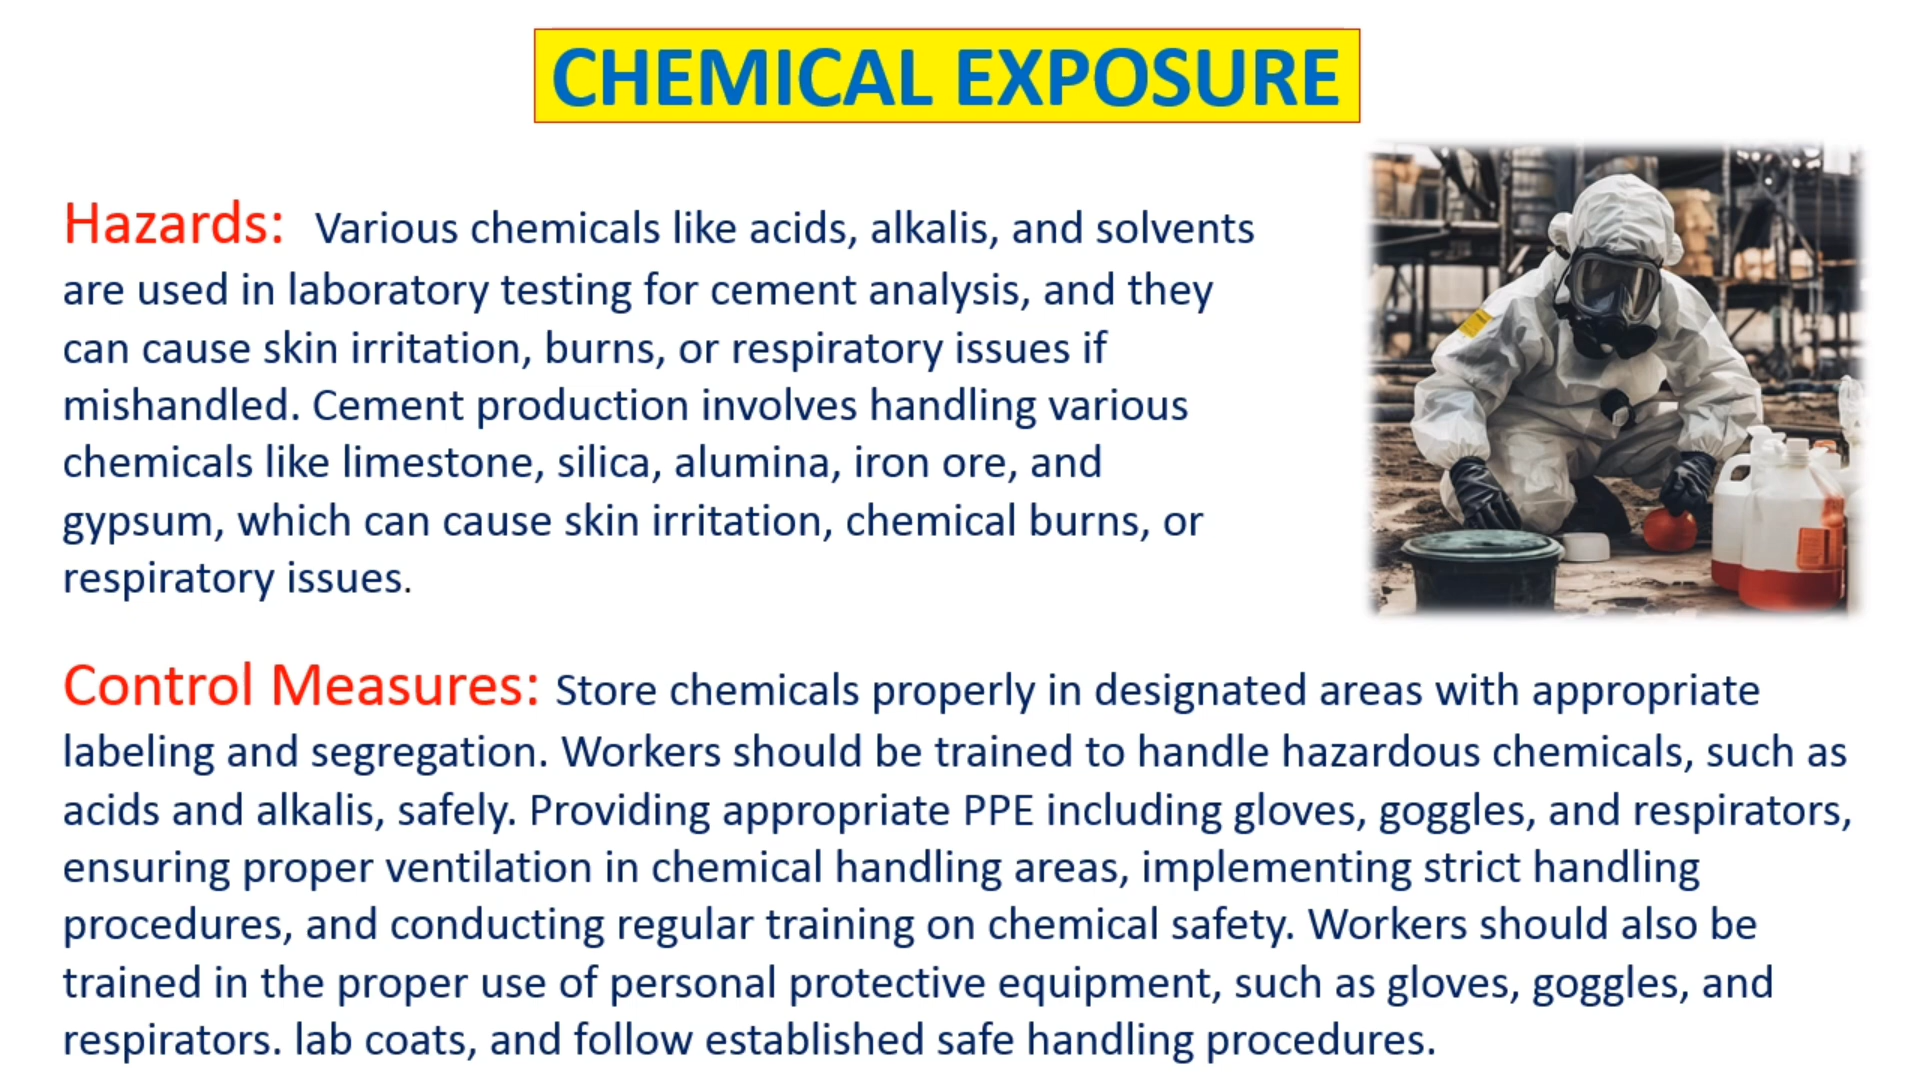 CHEMICAL EXPOSURE
Hazards: Various chemicals like acids, alkalis, and solvents
are used in laboratory testing for cement analysis, and they
can cause skin irritation, burns, or respiratory issues if
mishandled. Cement production involves handling various
chemicals like limestone, silica, alumina, iron ore, and
gypsum, which can cause skin irritation, chemical burns, or
respiratory issues.
Control Measures: Store chemicals properly in designated areas with appropriate
labeling and segregation. Workers should be trained to handle hazardous chemicals, such as
acids and alkalis, safely. Providing appropriate PPE including gloves, goggles, and respirators,
ensuring proper ventilation in chemical handling areas, implementing strict handling
procedures, and conducting regular training on chemical safety. Workers should also be
trained in the proper use of personal protective equipment, such as gloves, goggles, and
respirators. lab coats, and follow established safe handling procedures.